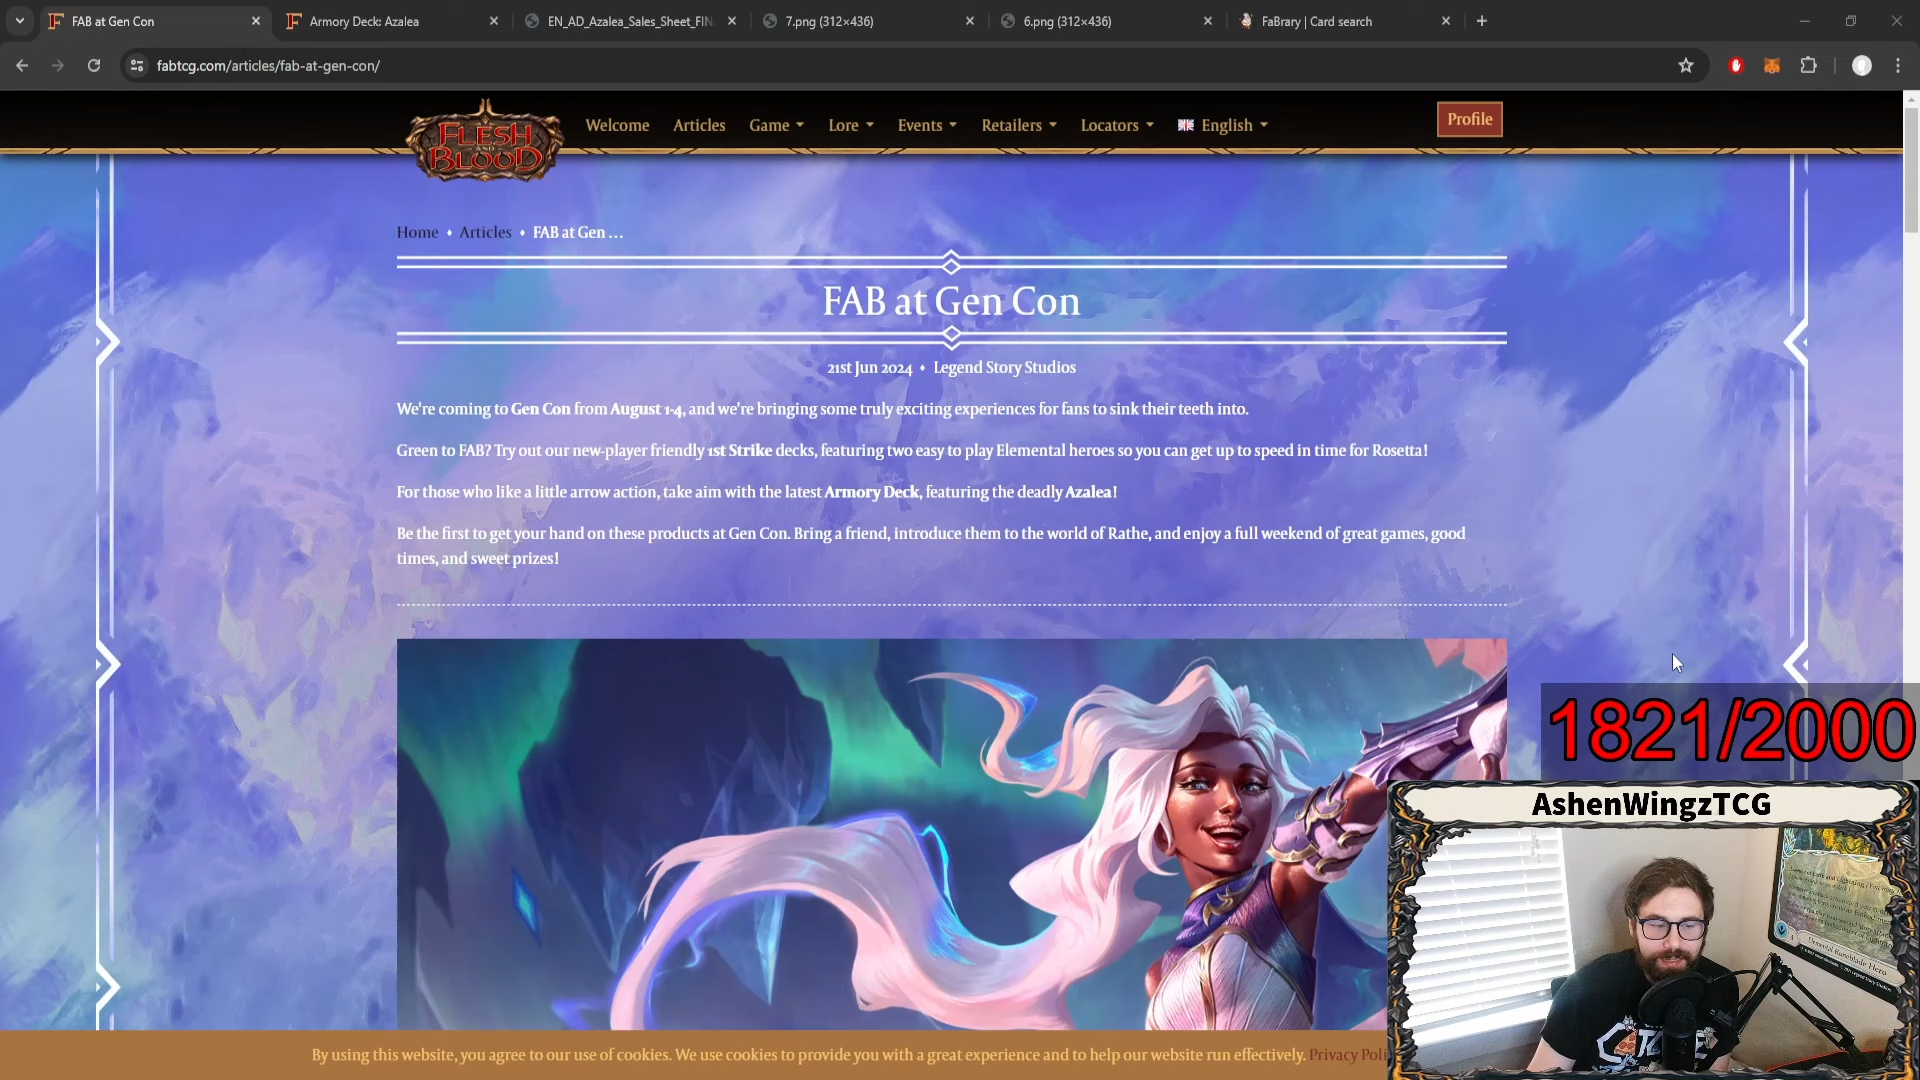 FAB at Gen Con
Armory Deck: Azalea
EN_AD_Azalea_Sales_Sheet_FIN
7.png (312×436)
6.png (312×436)
FaBrary | Card search
fabtcg.com/articles/fab-at-gen-con/
FLESH AND BLOOD
Welcome
Articles
Game
Lore
Events
Retailers
Locators
English
Profile
Home ♦ Articles ♦ FAB at Gen …
FAB at Gen Con
21st Jun 2024 ♦ Legend Story Studios
We're coming to Gen Con from August 1-4, and we're bringing some truly exciting experiences for fans to sink their teeth into.
Green to FAB? Try out our new-player friendly 1st Strike decks, featuring two easy to play Elemental heroes so you can get up to speed in time for Rosetta!
For those who like a little arrow action, take aim with the latest Armory Deck, featuring the deadly Azalea!
Be the first to get your hand on these products at Gen Con. Bring a friend, introduce them to the world of Rathe, and enjoy a full weekend of great games, good
times, and sweet prizes!
1821/2000
AshenWingzTCG
Elemental Runeblade Hero
By using this website, you agree to our use of cookies. We use cookies to provide you with a great experience and to help our website run effectively. Privacy Poli